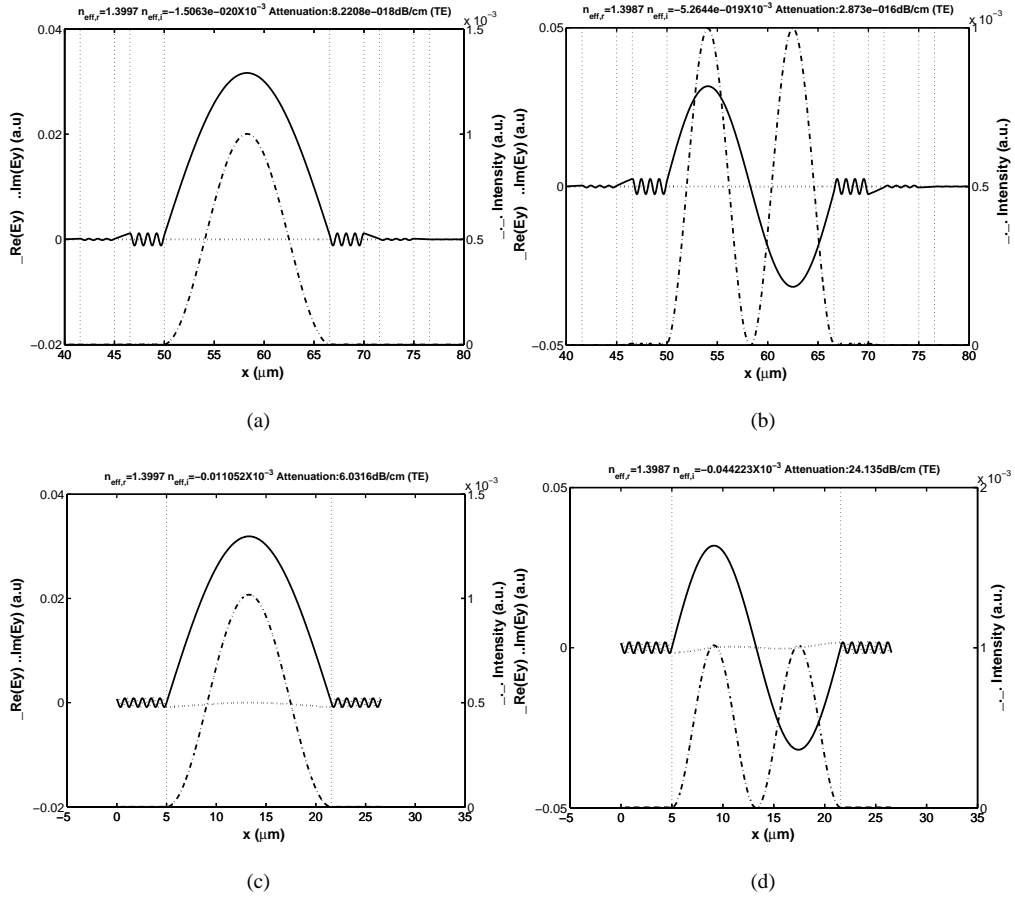 n_eff,r=1.3997 n_eff,i=−1.5063e−020X10^−3 Attenuation:8.2208e−018dB/cm (TE)
x 10^−3
0.04
0.02
0
−0.02
_Re(Ey) ..Im(Ey) (a.u)
1.5
1
0.5
0
_._. Intensity (a.u.)
40 45 50 55 60 65 70 75 80
x (μm)
(a)
n_eff,r=1.3987 n_eff,i=−5.2644e−019X10^−3 Attenuation:2.873e−016dB/cm (TE)
x 10^−3
0.05
0
−0.05
_Re(Ey) ..Im(Ey) (a.u)
1
0.5
0
_._. Intensity (a.u.)
40 45 50 55 60 65 70 75 80
x (μm)
(b)
n_eff,r=1.3997 n_eff,i=−0.011052X10^−3 Attenuation:6.0316dB/cm (TE)
x 10^−3
0.04
0.02
0
−0.02
_Re(Ey) ..Im(Ey) (a.u)
1.5
1
0.5
0
_._. Intensity (a.u.)
−5 0 5 10 15 20 25 30 35
x (μm)
(c)
n_eff,r=1.3987 n_eff,i=−0.044223X10^−3 Attenuation:24.135dB/cm (TE)
x 10^−3
0.05
0
−0.05
_Re(Ey) ..Im(Ey) (a.u)
2
1
0
_._. Intensity (a.u.)
−5 0 5 10 15 20 25 30 35
x (μm)
(d)